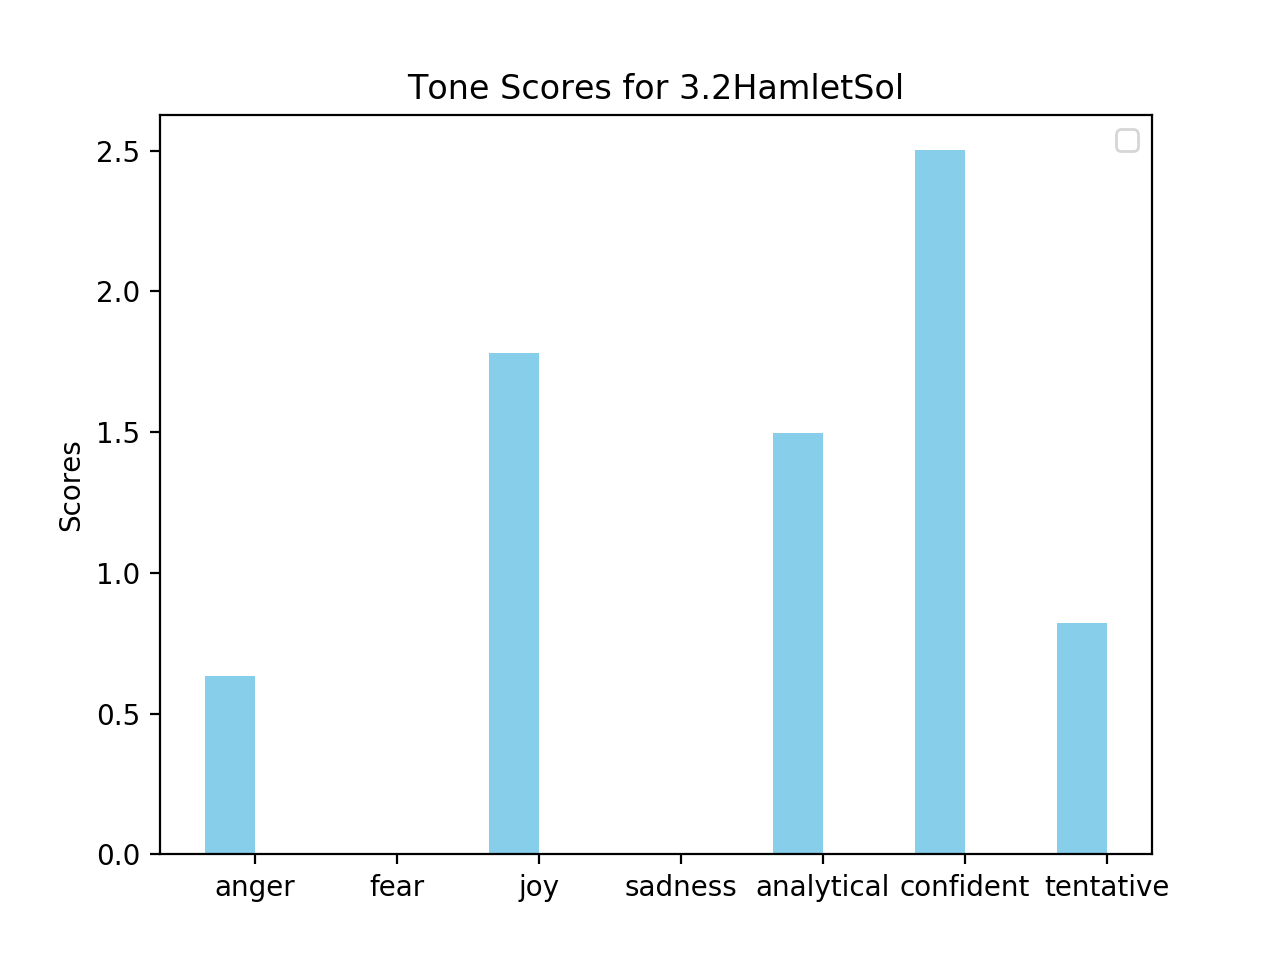 Tone Scores for 3.2HamletSol
2.5
2.0
1.5
1.0
0.5
0.0
Scores
anger fear joy sadness analytical confident tentative